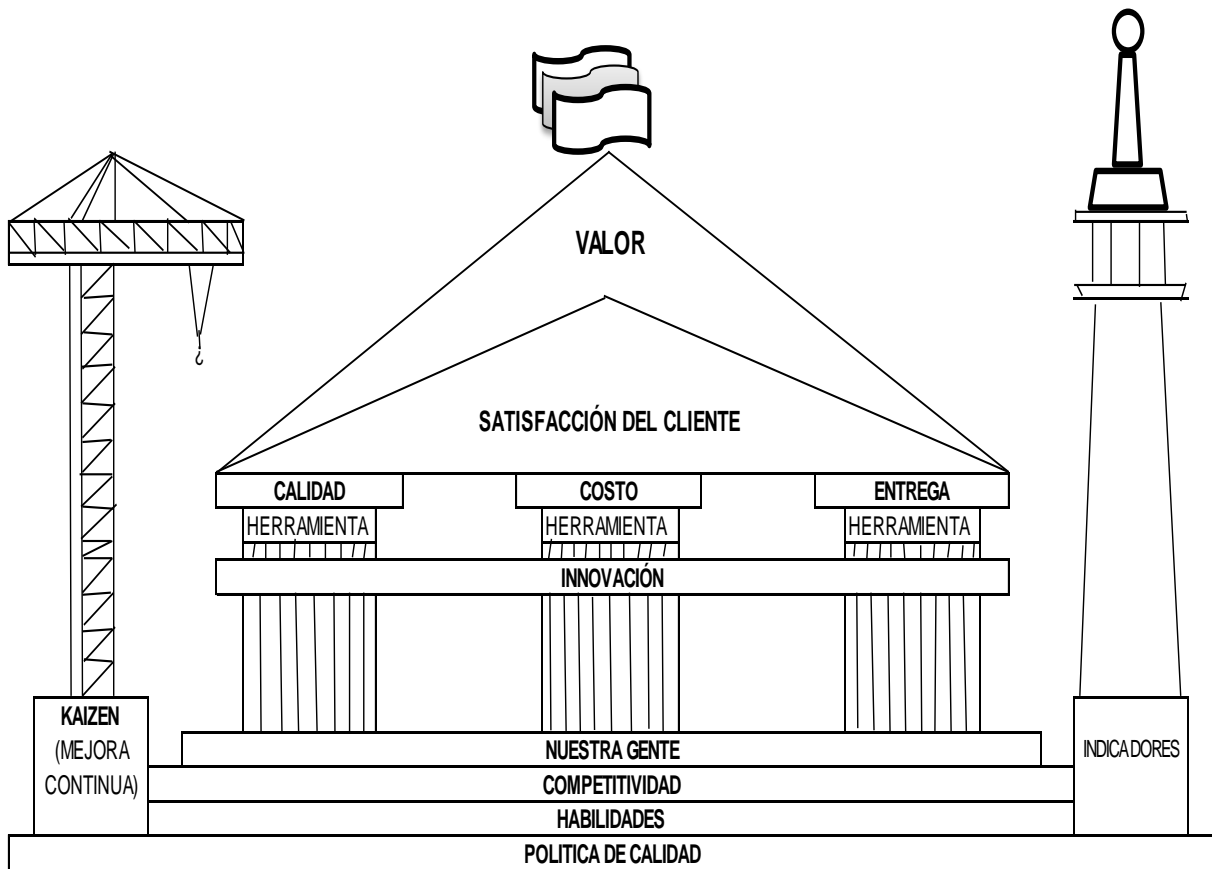 VALOR
SATISFACCIÓN DEL CLIENTE
CALIDAD
COSTO
ENTREGA
HERRAMIENTA
HERRAMIENTA
HERRAMIENTA
INNOVACIÓN
KAIZEN
(MEJORA
CONTINUA)
NUESTRA GENTE
INDICADORES
COMPETITIVIDAD
HABILIDADES
POLITICA DE CALIDAD